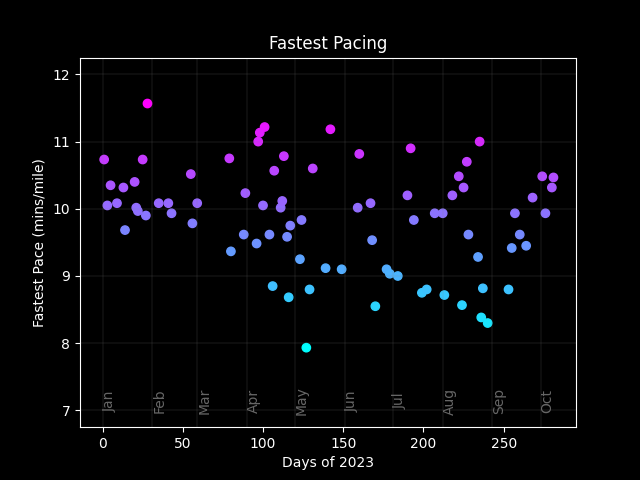 Fastest Pacing
Fastest Pace (mins/mile)
12
11
10
9
8
7
Jan
Feb
Mar
Apr
May
Jun
Jul
Aug
Sep
Oct
0
50
100
150
200
250
Days of 2023